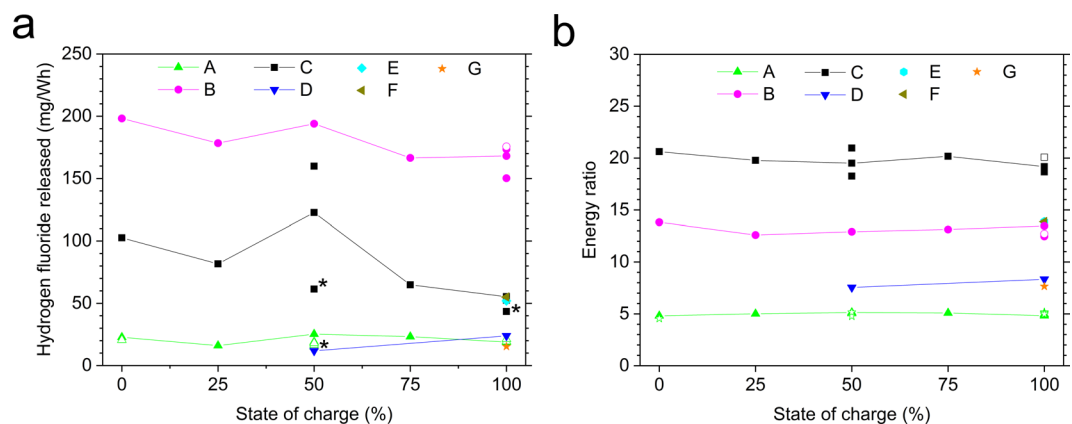 a
Hydrogen fluoride released (mg/Wh)
250
200
150
100
50
0
A C E G
B D F
*
*
*
0 25 50 75 100
State of charge (%)
b
Energy ratio
30
25
20
15
10
5
0
A C E G
B D F
0 25 50 75 100
State of charge (%)